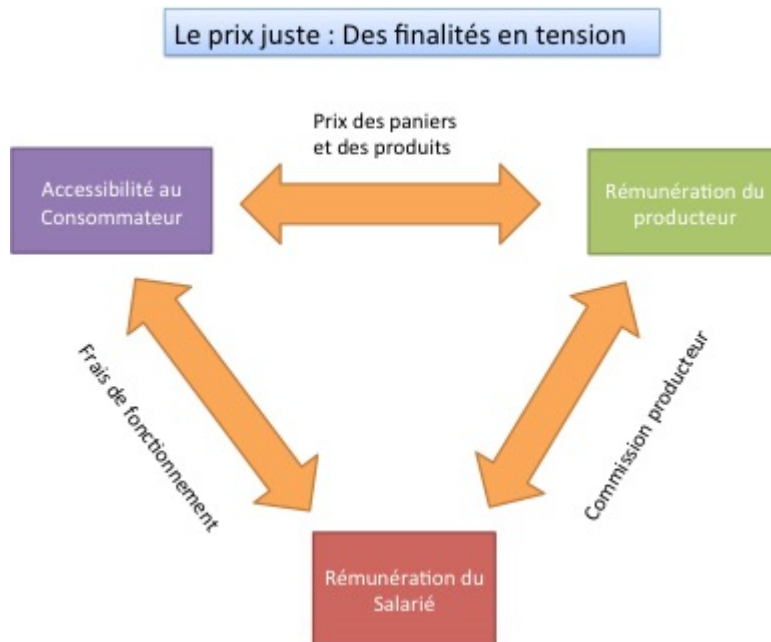 Le prix juste : Des finalités en tension
Prix des paniers
et des produits
Accessibilité au
Consommateur
Rémunération du
producteur
Frais de fonctionnement
Commission producteur
Rémunération du
Salarié